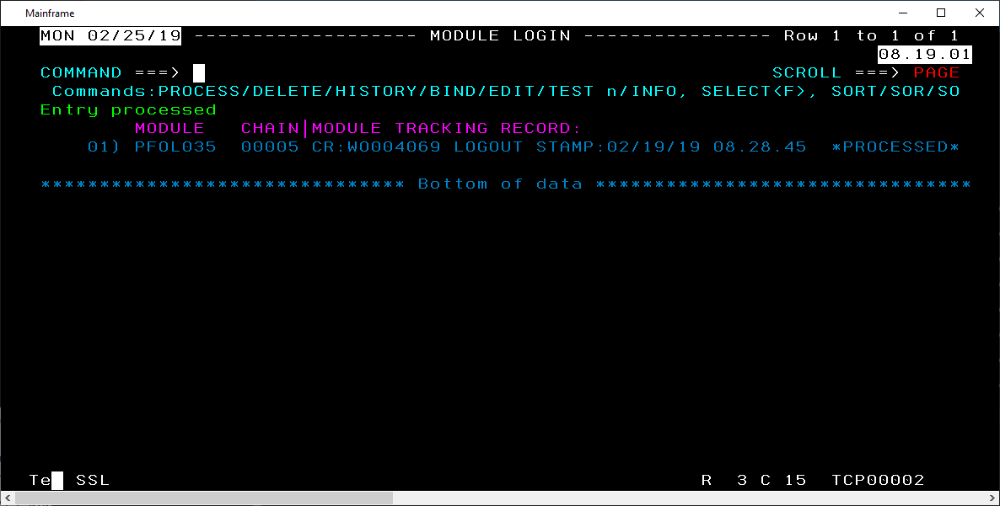 Mainframe
MON 02/25/19 ------------------- MODULE LOGIN ---------------- Row 1 to 1 of 1
08.19.01
COMMAND ===> SCROLL ===> PAGE
Commands:PROCESS/DELETE/HISTORY/BIND/EDIT/TEST n/INFO, SELECT<F>, SORT/SOR/SO
Entry processed
MODULE CHAIN|MODULE TRACKING RECORD:
01) PFOL035 00005 CR:WO004069 LOGOUT STAMP:02/19/19 08.28.45 *PROCESSED*
******************************* Bottom of data ********************************
Te SSL R 3 C 15 TCP00002